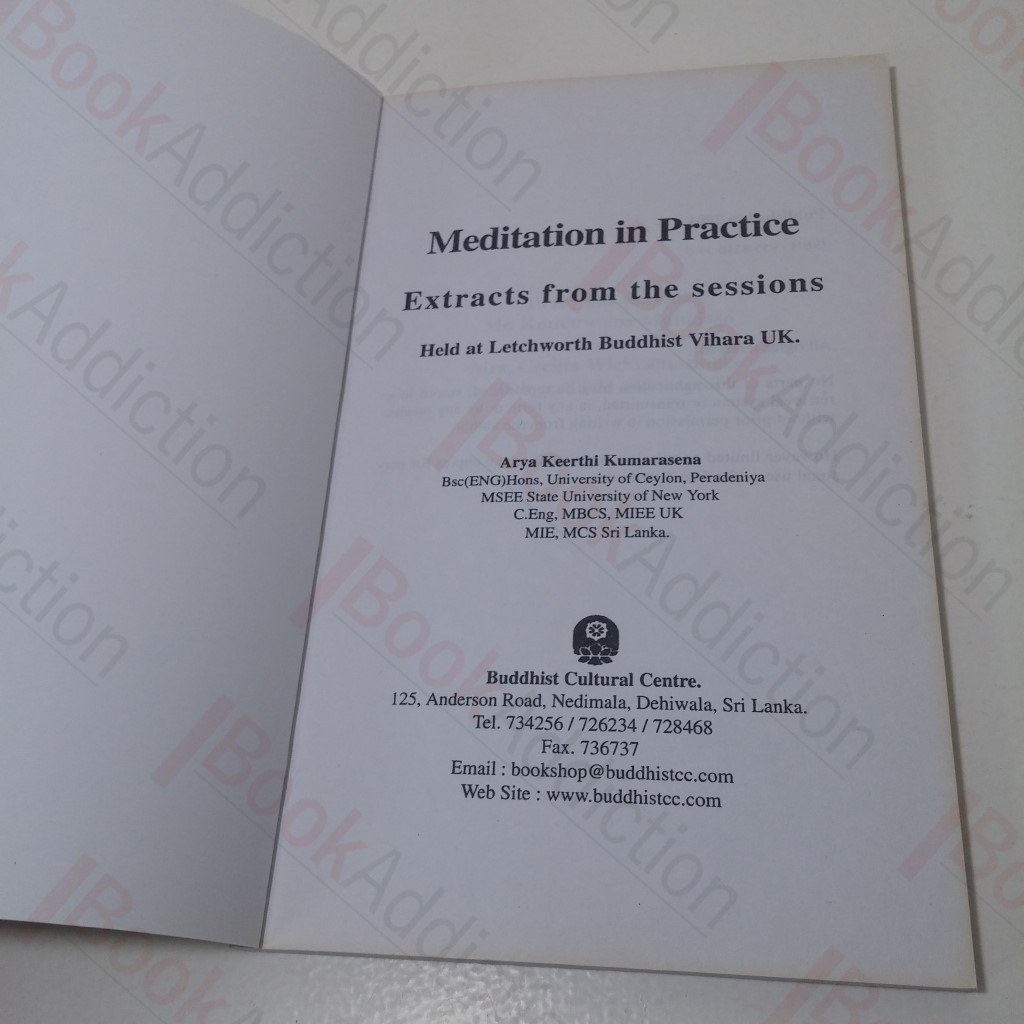 Meditation in Practice
Extracts from the sessions
Held at Letchworth Buddhist Vihara UK.
Arya Keerthi Kumarasena
Bsc(ENG)Hons, University of Ceylon, Peradeniya
MSEE State University of New York
C.Eng, MBCS, MIEE UK
MIE, MCS Sri Lanka.
Buddhist Cultural Centre.
125, Anderson Road, Nedimala, Dehiwala, Sri Lanka.
Tel. 734256 / 726234 / 728468
Fax. 736737
Email : bookshop@buddhistcc.com
Web Site : www.buddhistcc.com
BookAddiction